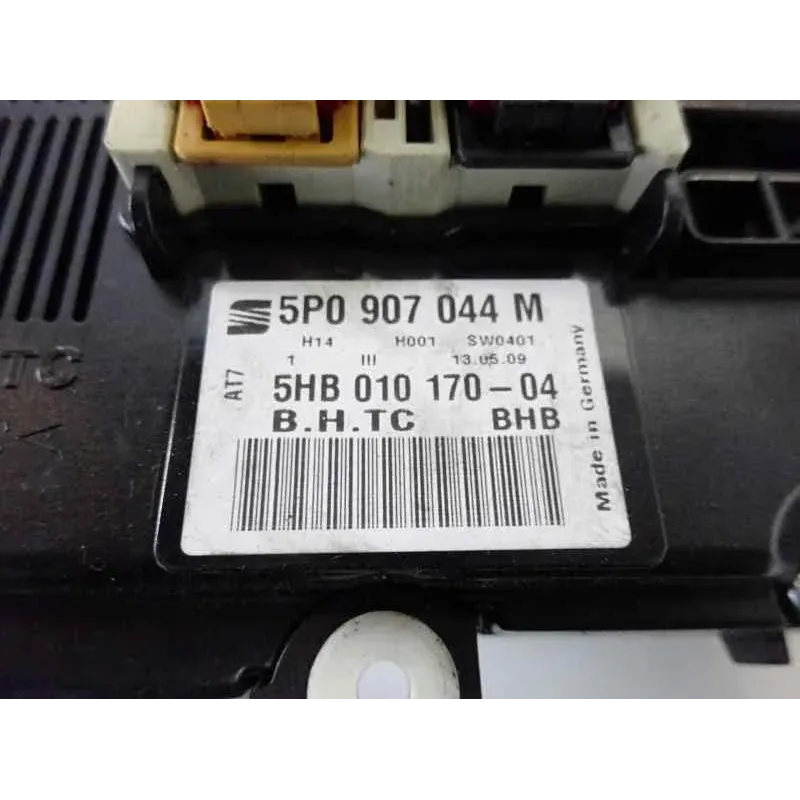 5P0 907 044 M
H14 H001 SW0401
1 III 13.05.09
AT7
5HB 010 170-04
B.H.TC BHB
Made in Germany
TC